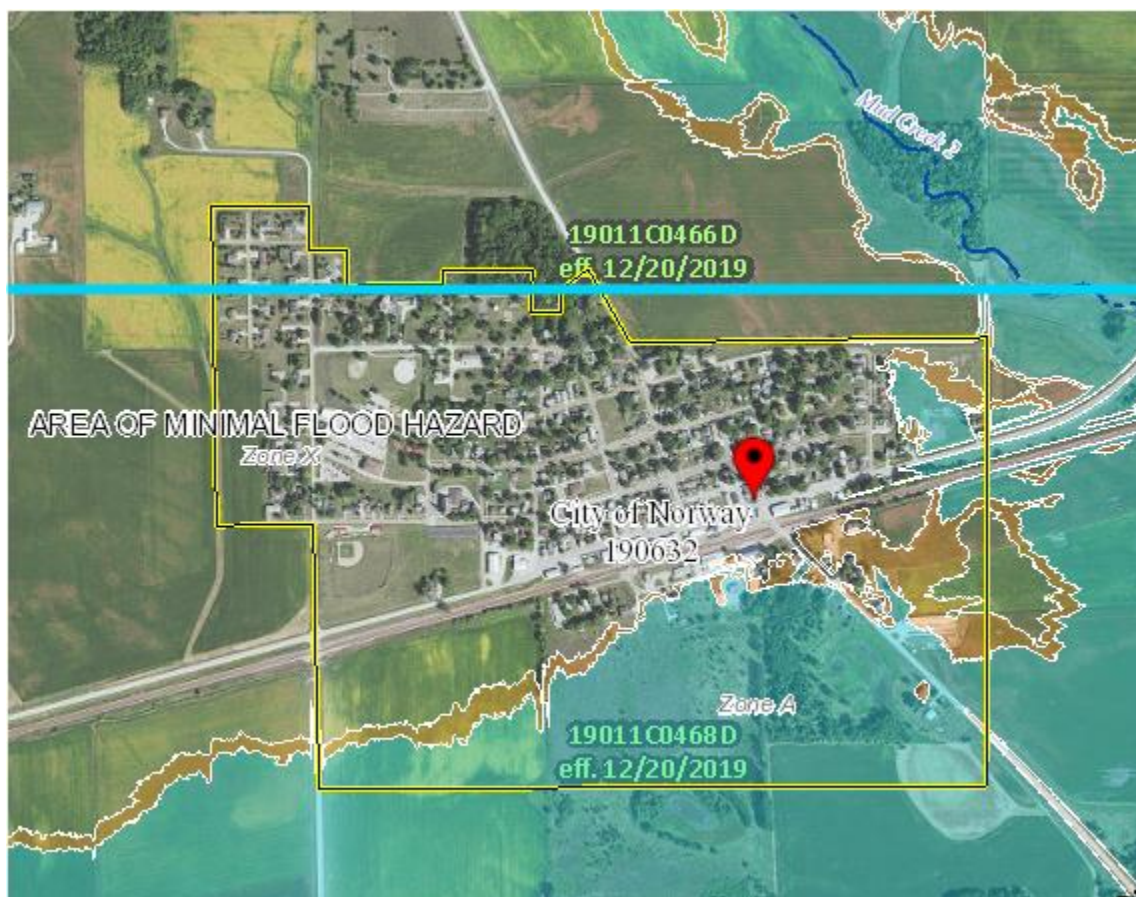 Mud Creek 2
19011C0466D
eff. 12/20/2019
AREA OF MINIMAL FLOOD HAZARD
Zone X
City of Norway
190632
Zone A
19011C0468D
eff. 12/20/2019